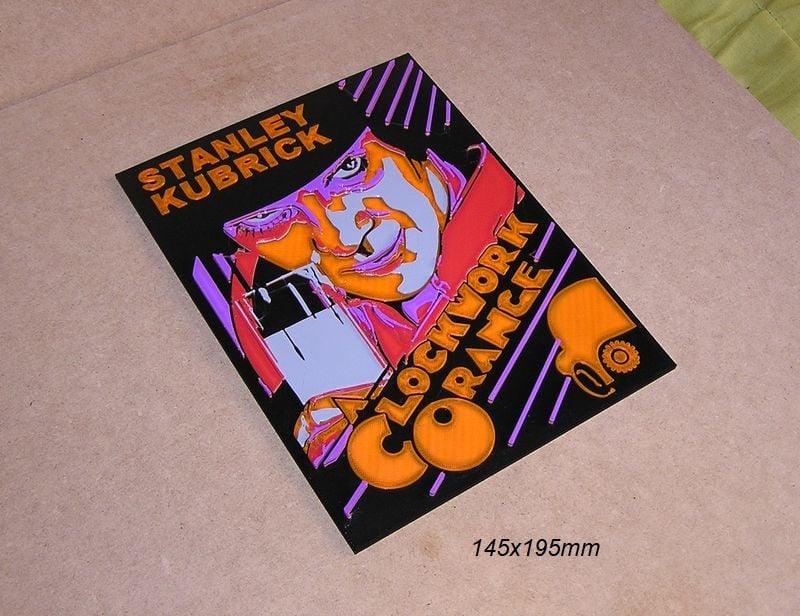 STANLEY
KUBRICK
A
CLOCKWORK
ORANGE
145x195mm